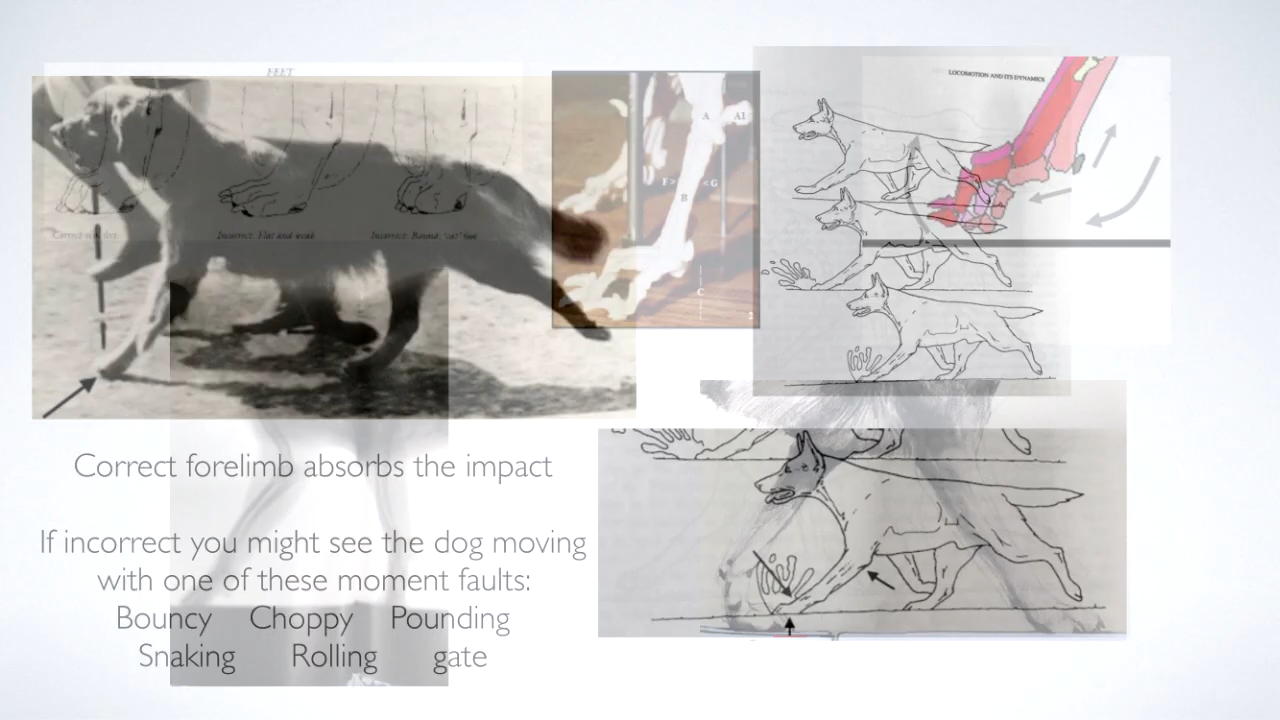 FEET
LOCOMOTION AND ITS DYNAMICS
A A1
F> <G
B
C
2
Incorrect: Flat and weak Incorrect: Round, 'cat' feet
Correct forelimb absorbs the impact
If incorrect you might see the dog moving
with one of these moment faults:
Bouncy Choppy Pounding
Snaking Rolling gate